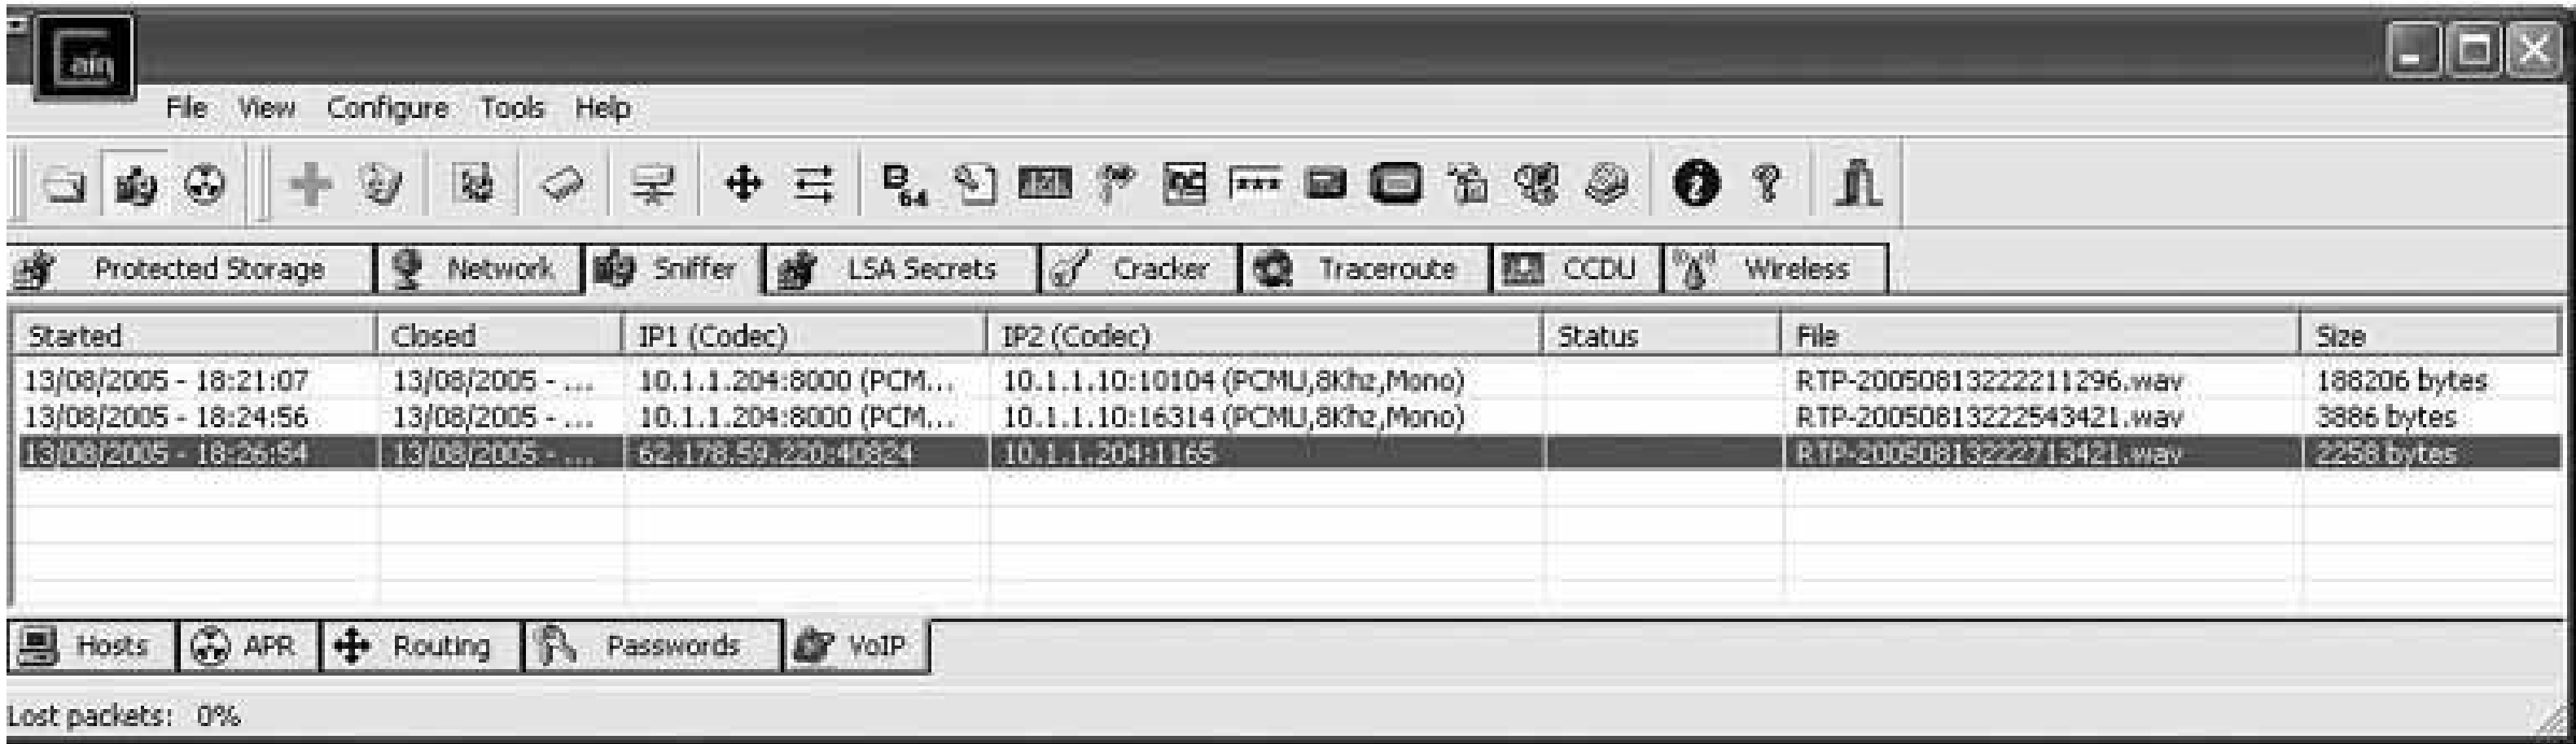 ain
File View Configure Tools Help
B 64
Protected Storage Network Sniffer LSA Secrets Cracker Traceroute CCDU Wireless
Started Closed IP1 (Codec) IP2 (Codec) Status File Size
13/08/2005 - 18:21:07 13/08/2005 - ... 10.1.1.204:8000 (PCM... 10.1.1.10:10104 (PCMU,8Khz,Mono) RTP-20050813222211296.wav 188206 bytes
13/08/2005 - 18:24:56 13/08/2005 - ... 10.1.1.204:8000 (PCM... 10.1.1.10:16314 (PCMU,8Khz,Mono) RTP-20050813222543421.wav 3886 bytes
13/08/2005 - 18:26:54 13/08/2005 - ... 62.178.59.220:40824 10.1.1.204:1165 RTP-20050813222713421.wav 2258 bytes
Hosts APR Routing Passwords VoIP
Lost packets: 0%